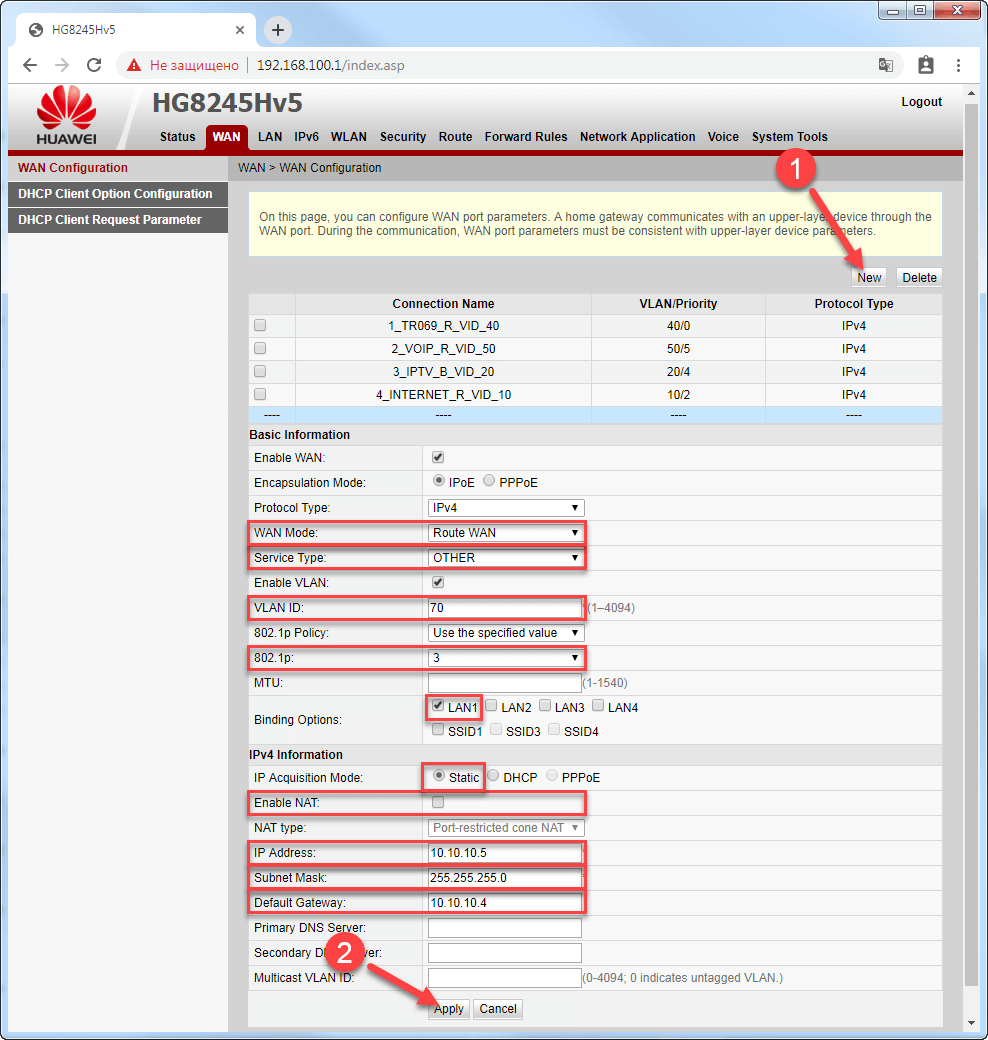 HG8245Hv5
Не защищено 192.168.100.1/index.asp
HG8245Hv5
Logout
HUAWEI
Status WAN LAN IPv6 WLAN Security Route Forward Rules Network Application Voice System Tools
WAN Configuration
WAN > WAN Configuration
DHCP Client Option Configuration
DHCP Client Request Parameter
1
On this page, you can configure WAN port parameters. A home gateway communicates with an upper-layer device through the
WAN port. During the communication, WAN port parameters must be consistent with upper-layer device parameters.
New Delete
Connection Name VLAN/Priority Protocol Type
1_TR069_R_VID_40 40/0 IPv4
2_VOIP_R_VID_50 50/5 IPv4
3_IPTV_B_VID_20 20/4 IPv4
4_INTERNET_R_VID_10 10/2 IPv4
---- ---- ---- ----
Basic Information
Enable WAN:
Encapsulation Mode: IPoE PPPoE
Protocol Type: IPv4
WAN Mode: Route WAN
Service Type: OTHER
Enable VLAN:
VLAN ID: 70 (1–4094)
802.1p Policy: Use the specified value
802.1p: 3
MTU: (1-1540)
Binding Options: LAN1 LAN2 LAN3 LAN4
SSID1 SSID3 SSID4
IPv4 Information
IP Acquisition Mode: Static DHCP PPPoE
Enable NAT:
NAT type: Port-restricted cone NAT
IP Address: 10.10.10.5
Subnet Mask: 255.255.255.0
Default Gateway: 10.10.10.4
Primary DNS Server:
Secondary
2
Multicast VLAN ID: (0-4094; 0 indicates untagged VLAN.)
Apply Cancel